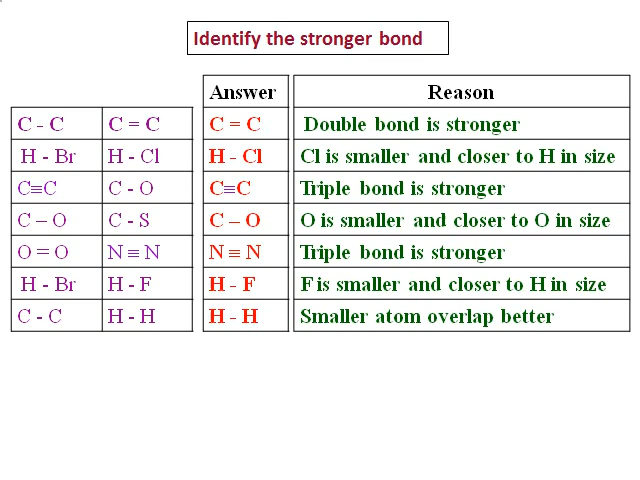 Identify the stronger bond
Answer Reason
C - C C = C C = C Double bond is stronger
H - Br H - Cl H - Cl Cl is smaller and closer to H in size
C≡C C - O C≡C Triple bond is stronger
C – O C - S C – O O is smaller and closer to O in size
O = O N ≡ N N ≡ N Triple bond is stronger
H - Br H - F H - F F is smaller and closer to H in size
C - C H - H H - H Smaller atom overlap better